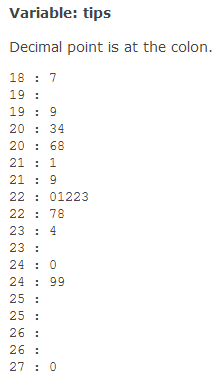 Variable: tips
Decimal point is at the colon.
18 : 7
19 :
19 : 9
20 : 34
20 : 68
21 : 1
21 : 9
22 : 01223
22 : 78
23 : 4
23 :
24 : 0
24 : 99
25 :
25 :
26 :
26 :
27 : 0